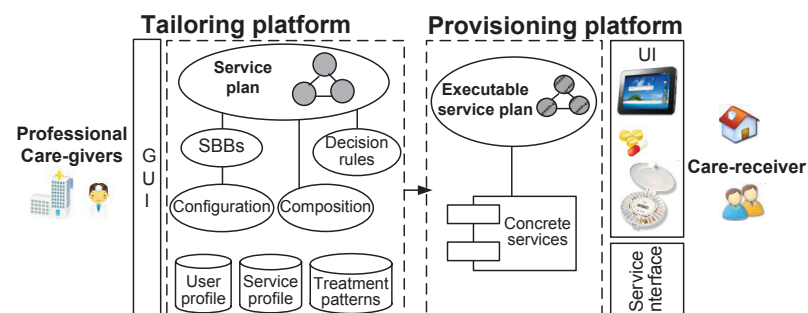 Tailoring platform
Provisioning platform
Professional
Care-givers
G
U
I
Service
plan
SBBs
Decision
rules
Configuration
Composition
User
profile
Service
profile
Treatment
patterns
Executable
service plan
Concrete
services
UI
Service
interface
Care-receiver